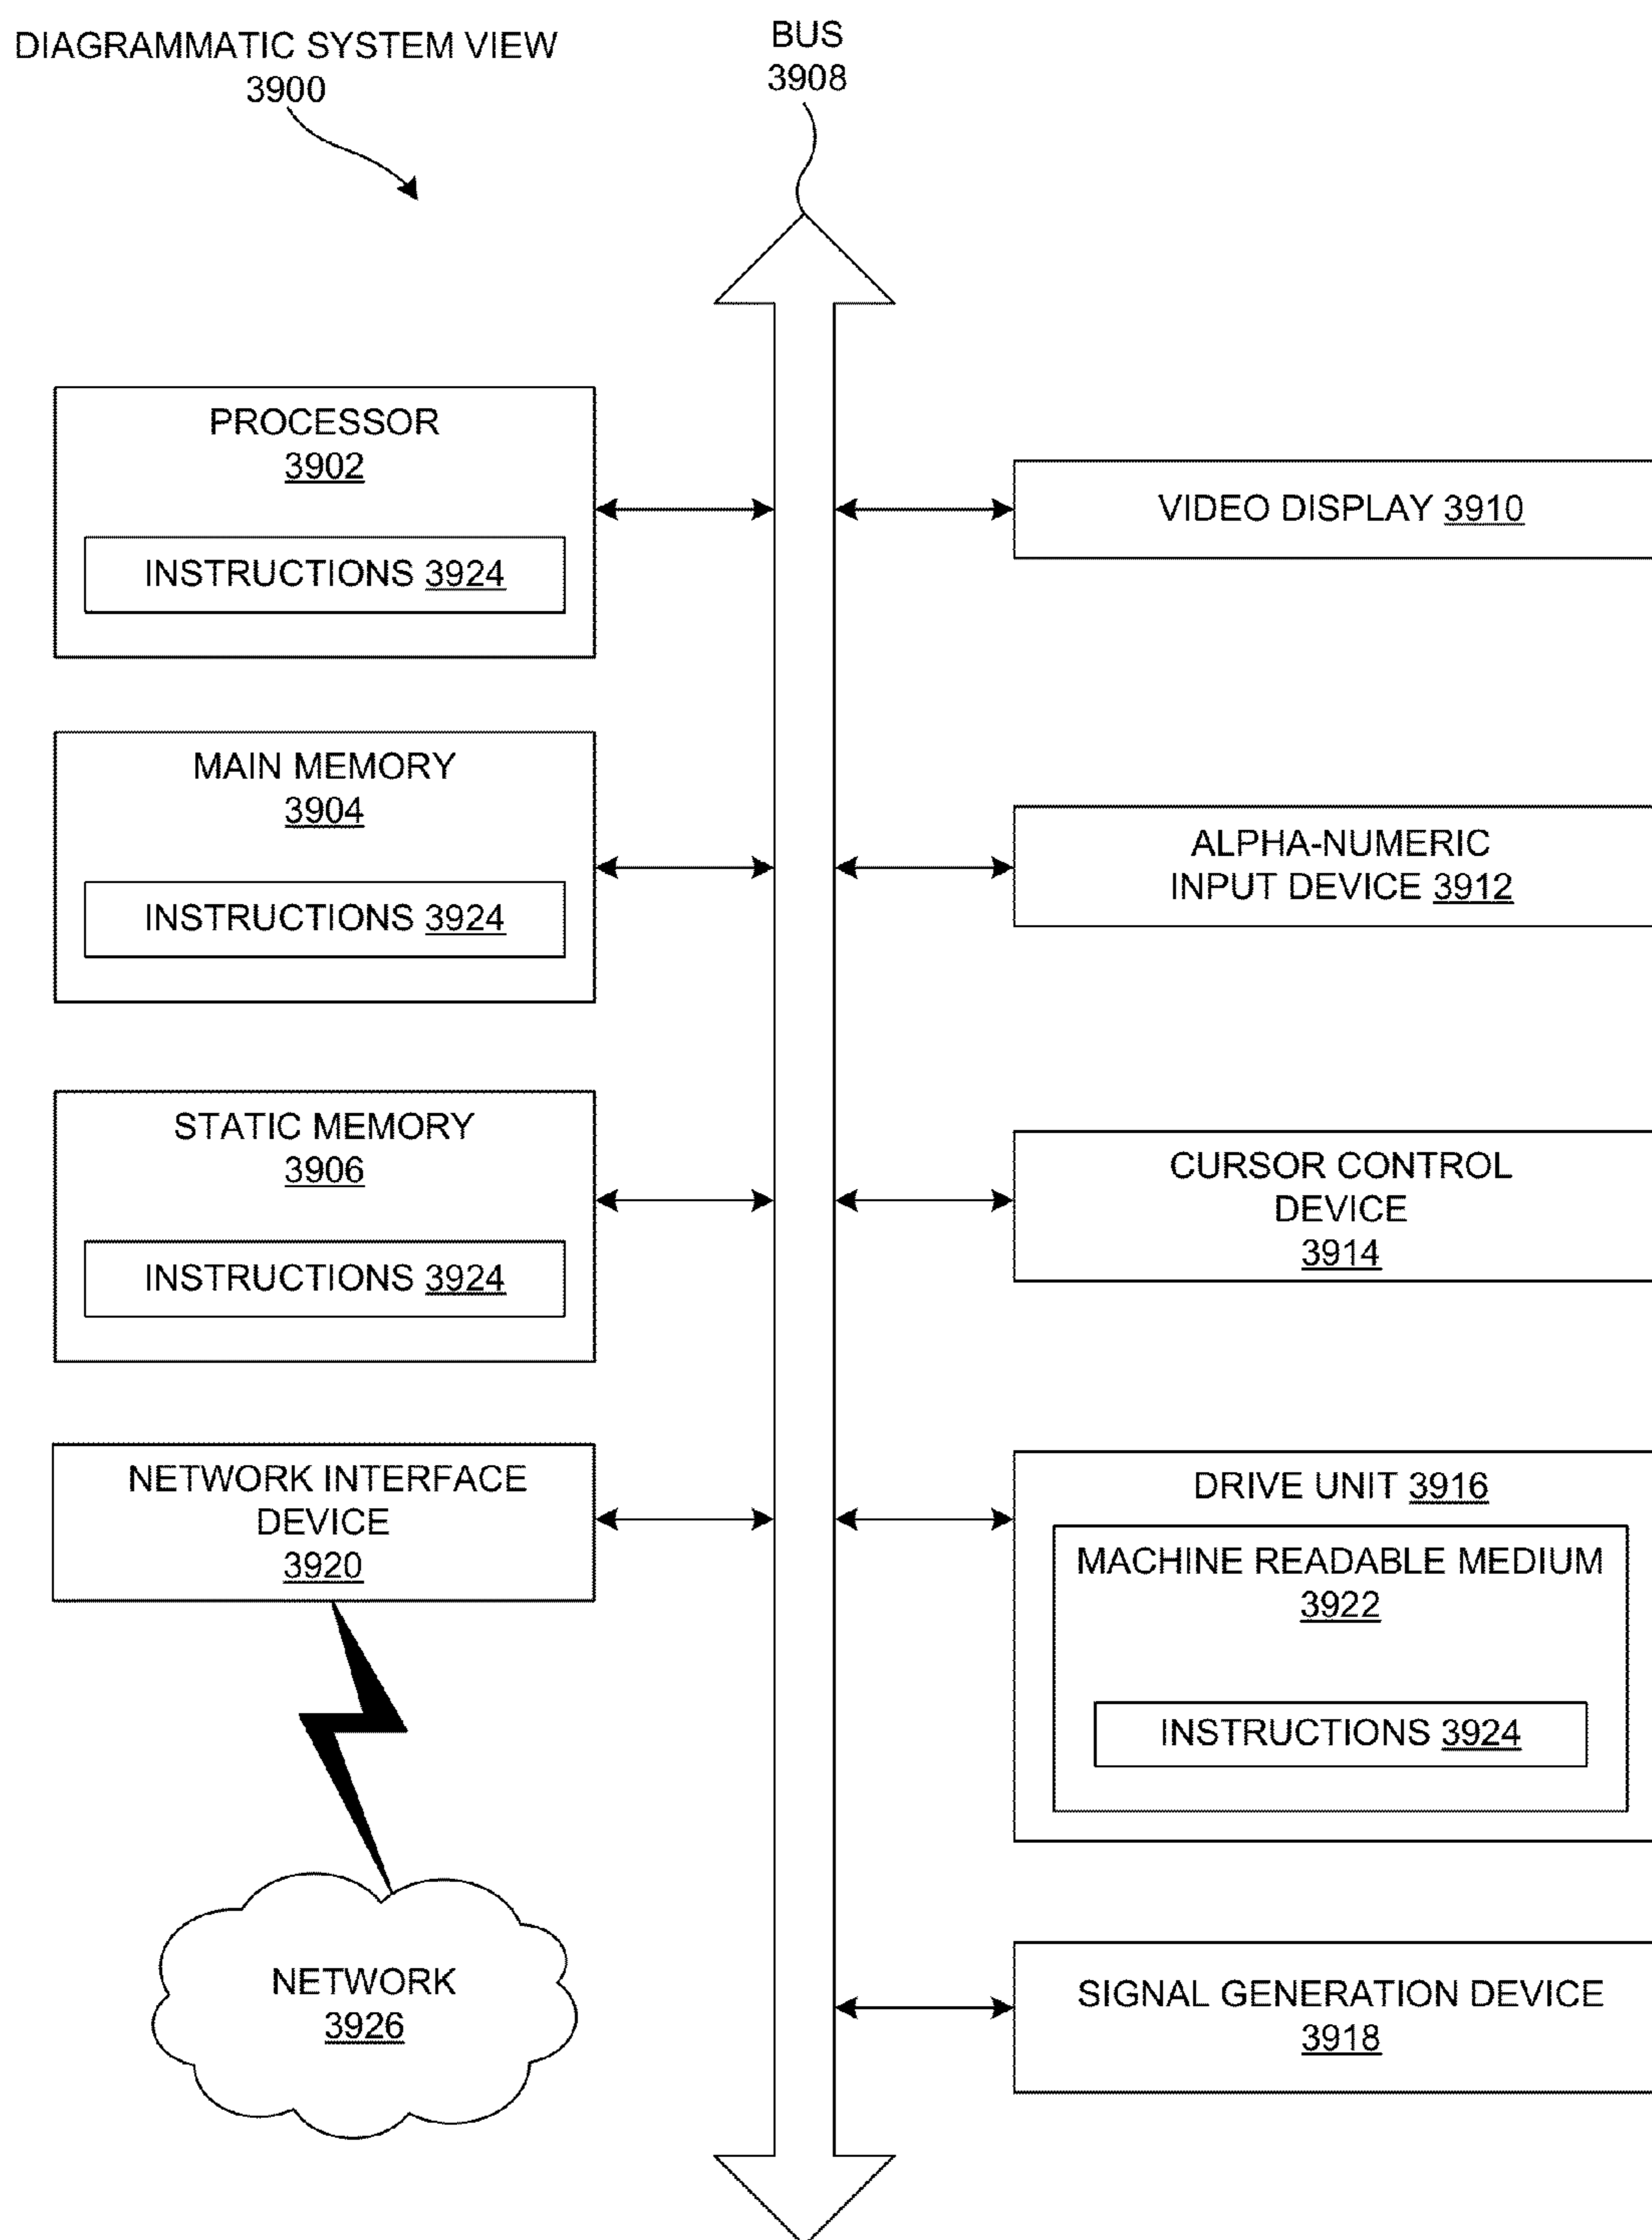 DIAGRAMMATIC SYSTEM VIEW
3900
BUS
3908
PROCESSOR
3902
INSTRUCTIONS 3924
MAIN MEMORY
3904
INSTRUCTIONS 3924
STATIC MEMORY
3906
INSTRUCTIONS 3924
NETWORK INTERFACE
DEVICE
3920
NETWORK
3926
VIDEO DISPLAY 3910
ALPHA-NUMERIC
INPUT DEVICE 3912
CURSOR CONTROL
DEVICE
3914
DRIVE UNIT 3916
MACHINE READABLE MEDIUM
3922
INSTRUCTIONS 3924
SIGNAL GENERATION DEVICE
3918